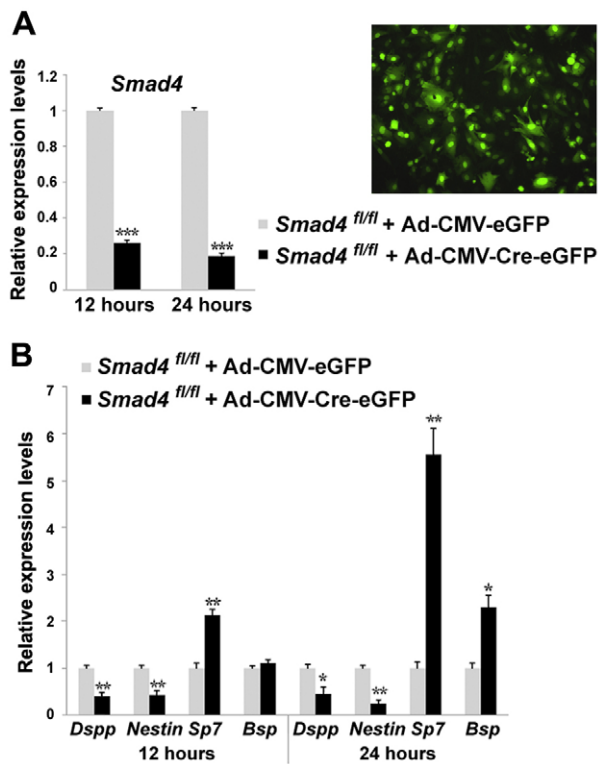 A
Smad4
Relative expression levels
1.2
1
0.8
0.6
0.4
0.2
0
***
***
12 hours 24 hours
Smad4 fl/fl + Ad-CMV-eGFP
Smad4 fl/fl + Ad-CMV-Cre-eGFP
B
Smad4 fl/fl + Ad-CMV-eGFP
Smad4 fl/fl + Ad-CMV-Cre-eGFP
Relative expression levels
7
6
5
4
3
2
1
0
** ** ** * ** ** *
Dspp Nestin Sp7 Bsp Dspp Nestin Sp7 Bsp
12 hours 24 hours